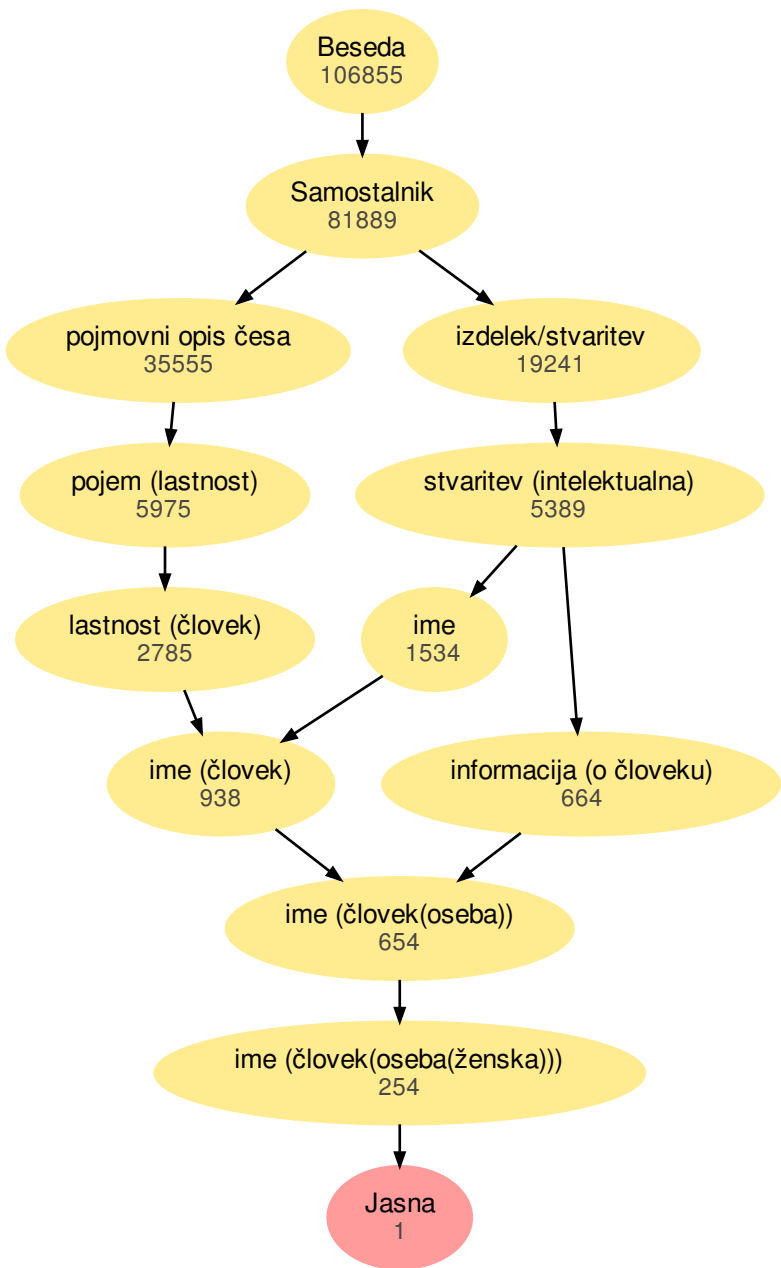 Beseda
106855
Samostalnik
81889
pojmovni opis česa
35555
izdelek/stvaritev
19241
pojem (lastnost)
5975
stvaritev (intelektualna)
5389
lastnost (človek)
2785
ime
1534
ime (človek)
938
informacija (o človeku)
664
ime (človek(oseba))
654
ime (človek(oseba(ženska)))
254
Jasna
1